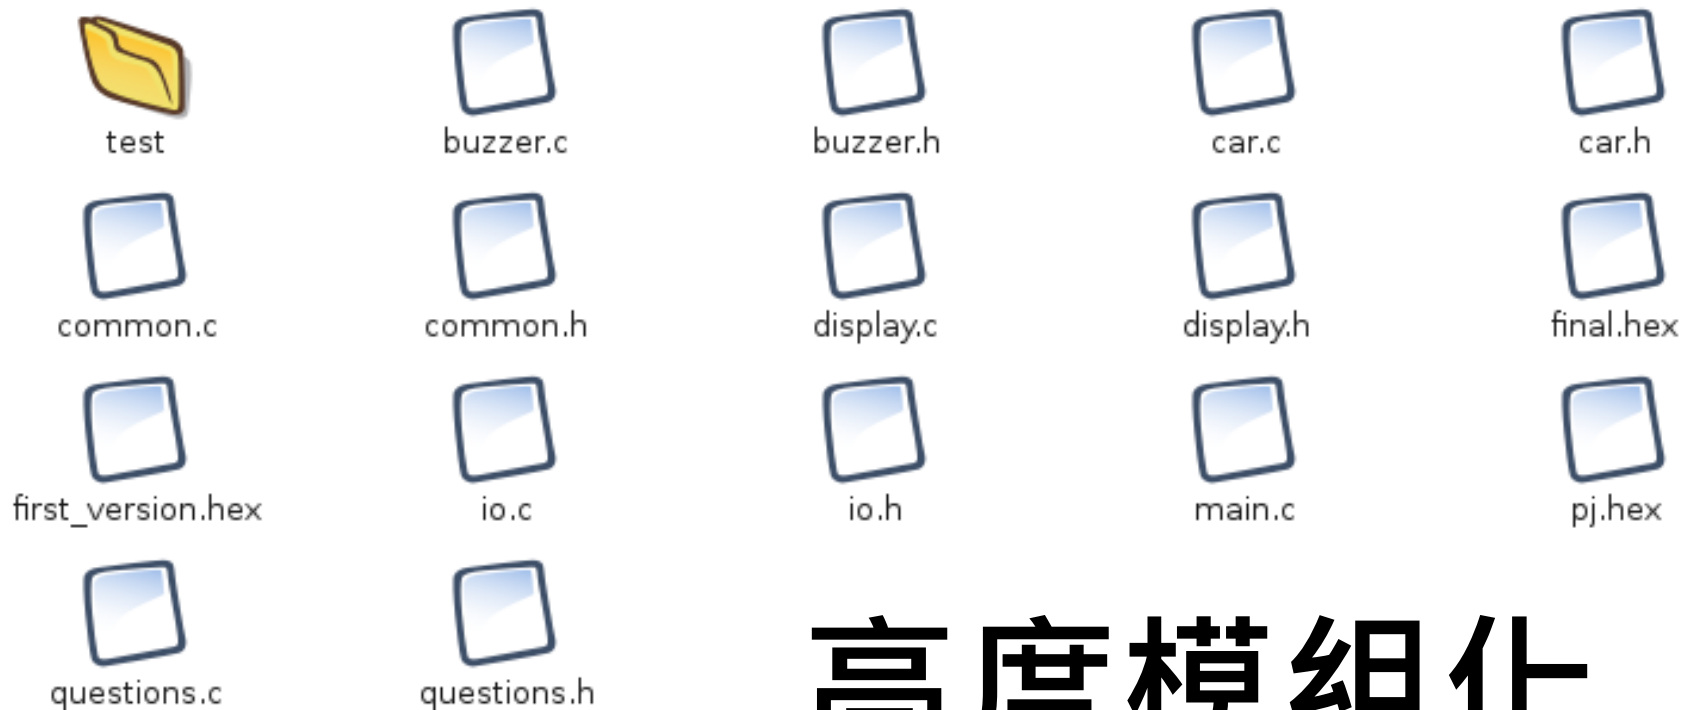 test buzzer.c buzzer.h car.c car.h
common.c common.h display.c display.h final.hex
first_version.hex io.c io.h main.c pj.hex
questions.c questions.h
高度模組化